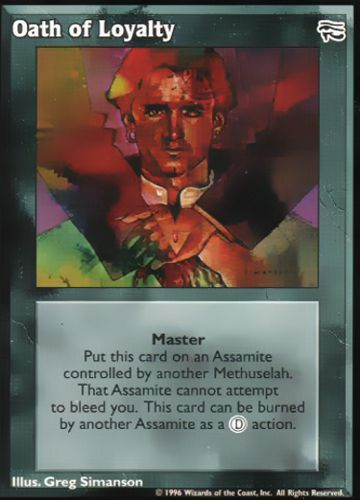 Oath of Loyalty
Master
Put this card on an Assamite
controlled by another Methuselah.
That Assamite cannot attempt
to bleed you. This card can be burned
by another Assamite as a Ⓓ action.
Illus. Greg Simanson
© 1996 Wizards of the Coast, Inc. All Rights Reserved.